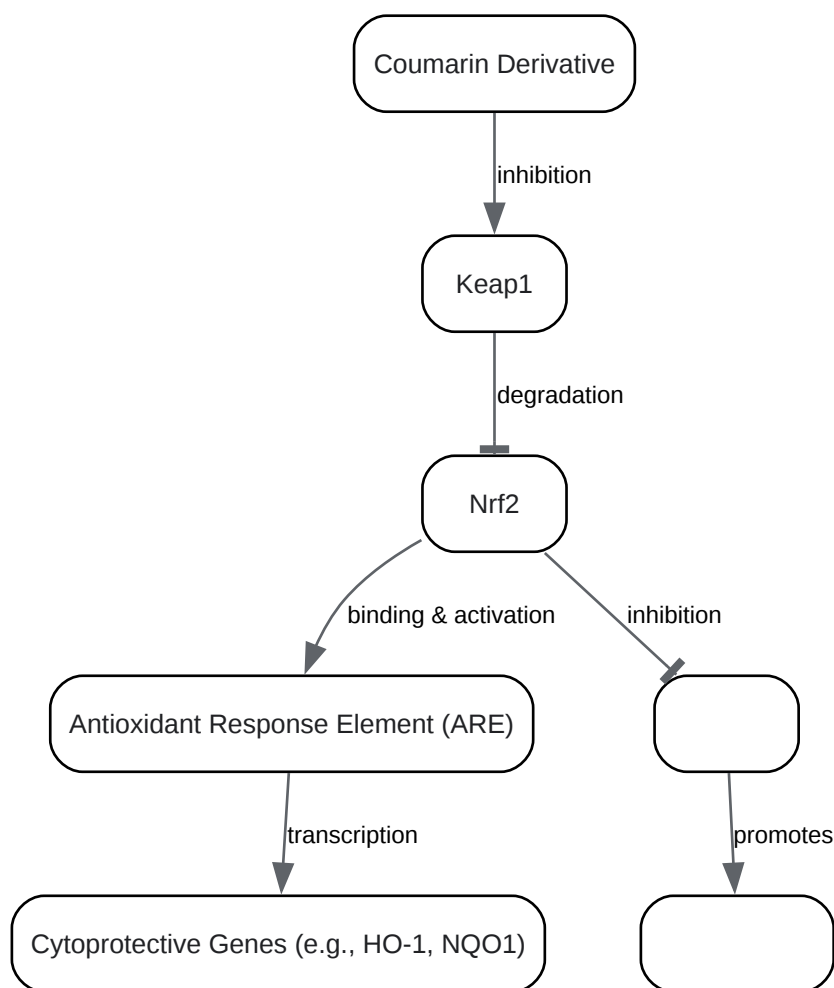 Coumarin Derivative
inhibition
Keap1
degradation
Nrf2
binding & activation
inhibition
Antioxidant Response Element (ARE)
transcription
promotes
Cytoprotective Genes (e.g., HO-1, NQO1)